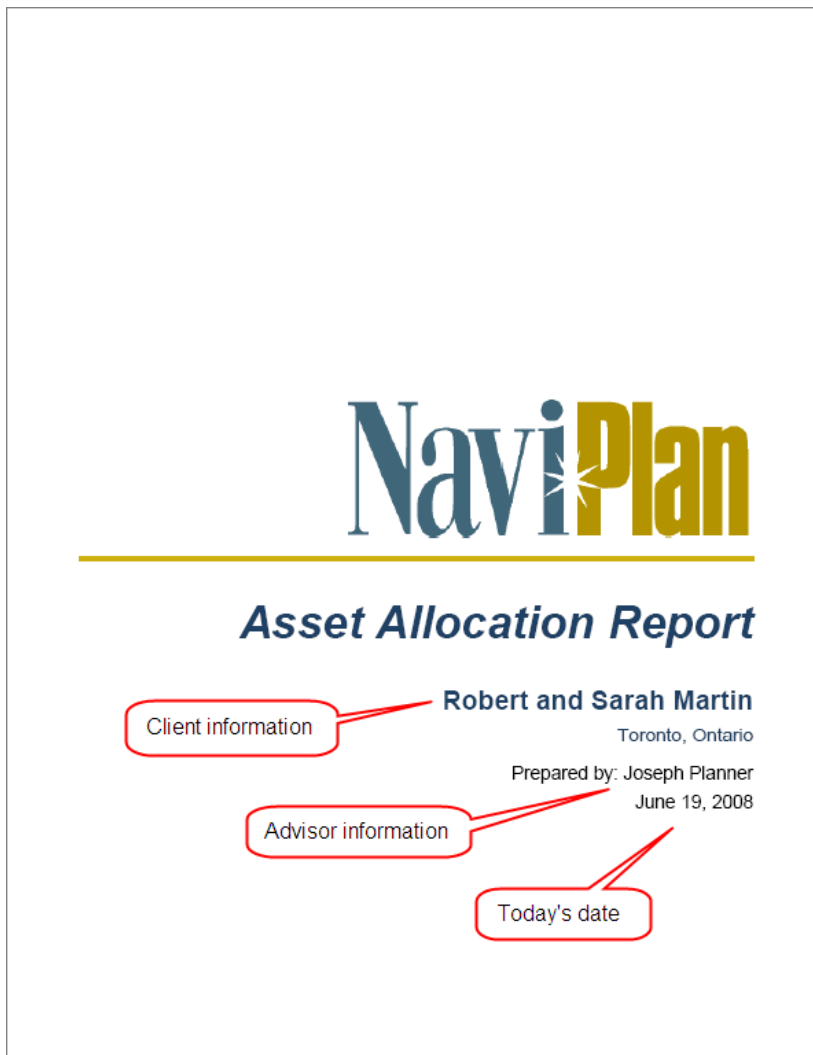 NaviPlan
Asset Allocation Report
Robert and Sarah Martin
Client information
Toronto, Ontario
Prepared by: Joseph Planner
June 19, 2008
Advisor information
Today's date